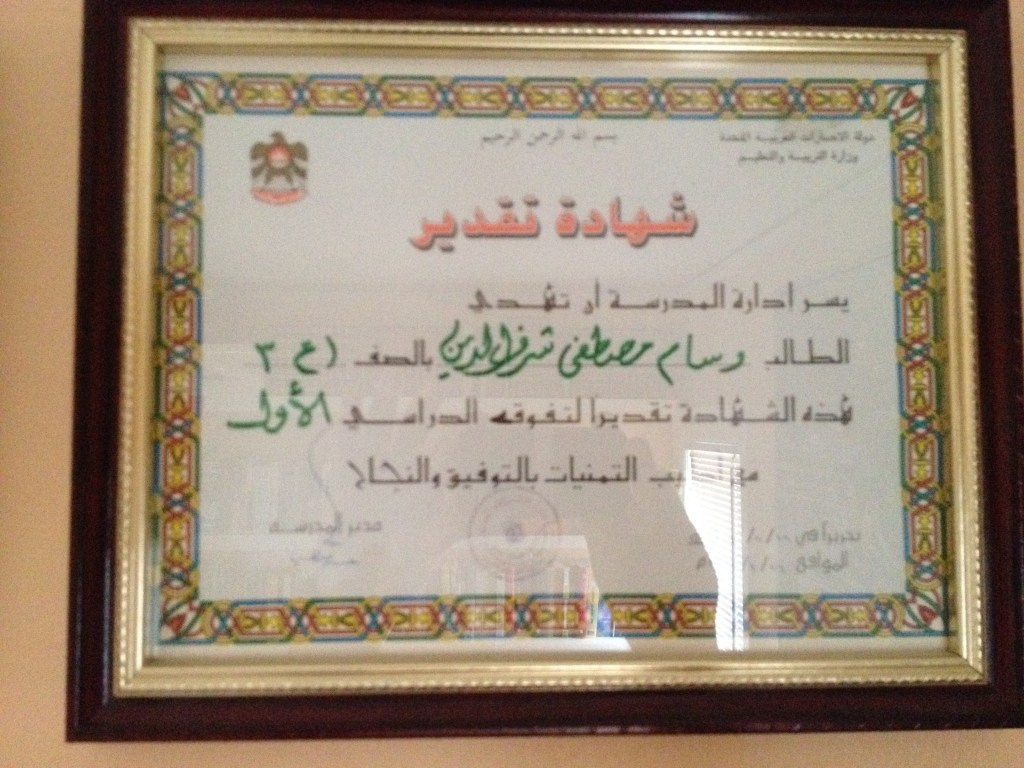 بسم الله الرحمن الرحيم
دولة الامارات العربية المتحدة
وزارة التربية والتعليم
شهادة تقدير
يسر إدارة المدرسة أن تهدي
الطالب وسام مصطفى شرف الدين بالصف ٣ ع )
هذه الشهادة تقديراً لتفوقه الدراسي الأول
مع أطيب التمنيات بالتوفيق والنجاح
مدير المدرسة
تحريراً في
الموافق